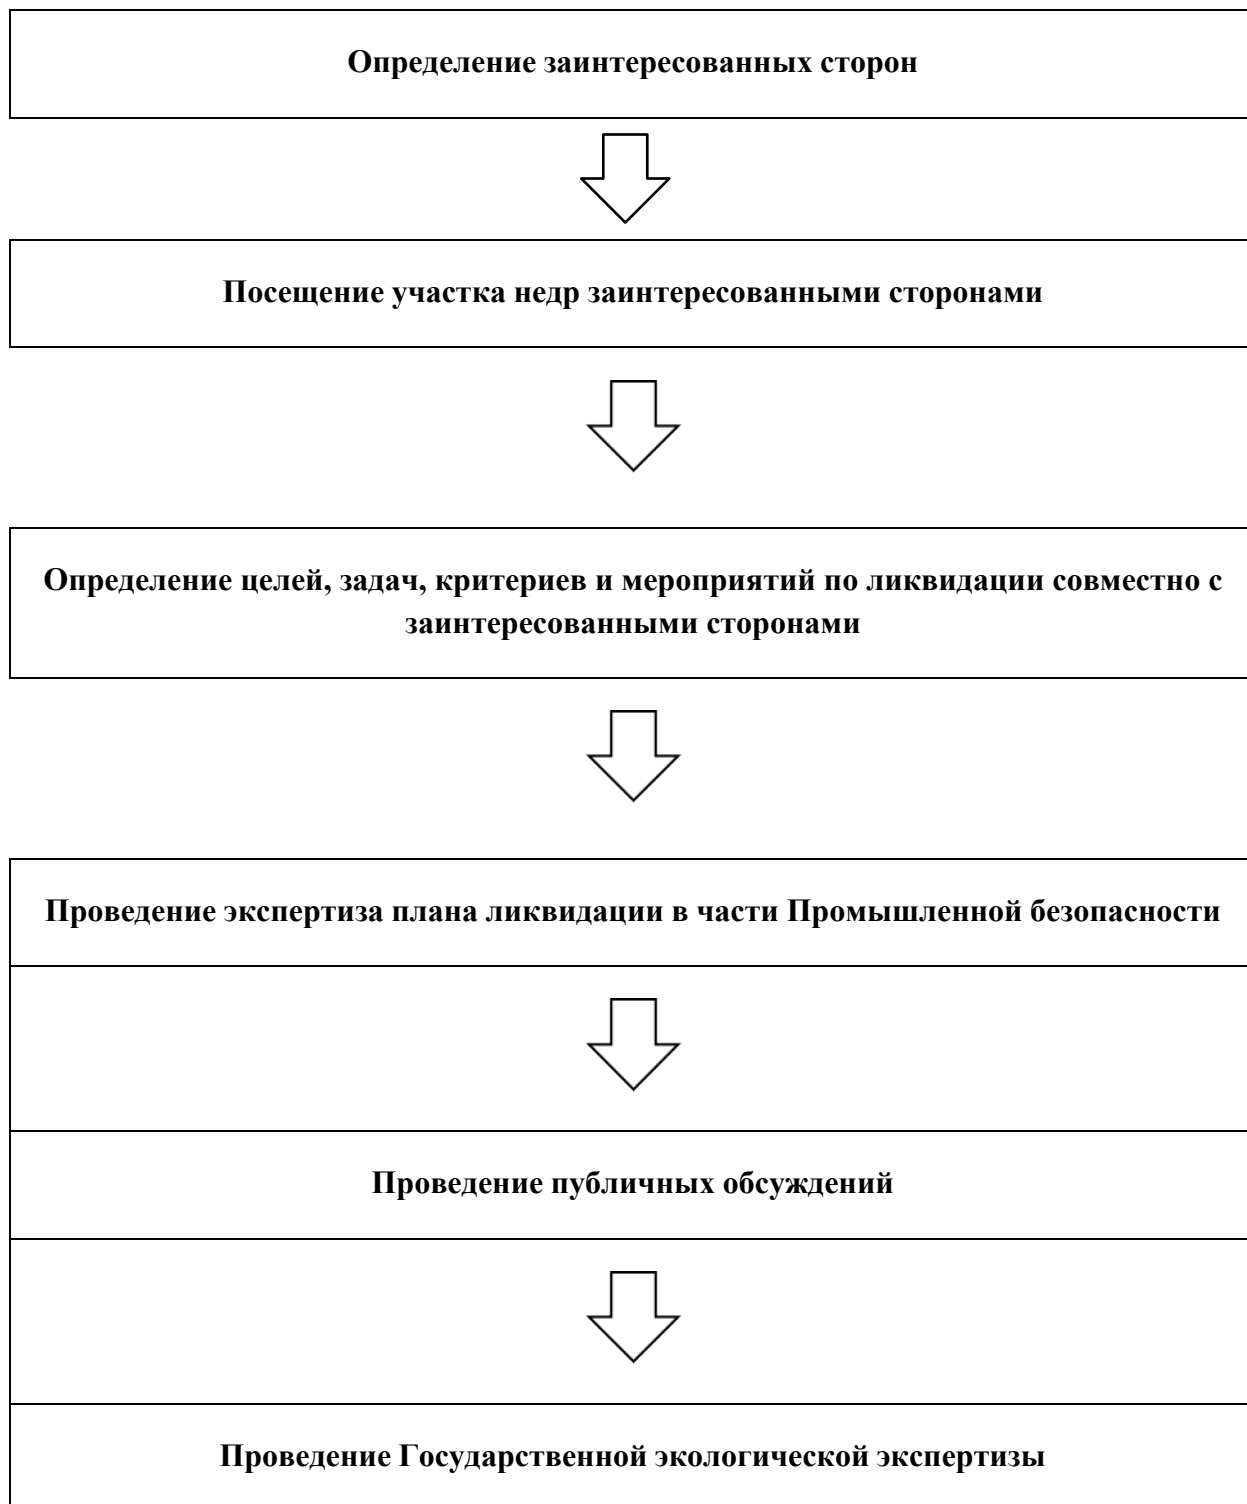 Определение заинтересованных сторон
Посещение участка недр заинтересованными сторонами
Определение целей, задач, критериев и мероприятий по ликвидации совместно с
заинтересованными сторонами
Проведение экспертиза плана ликвидации в части Промышленной безопасности
Проведение публичных обсуждений
Проведение Государственной экологической экспертизы